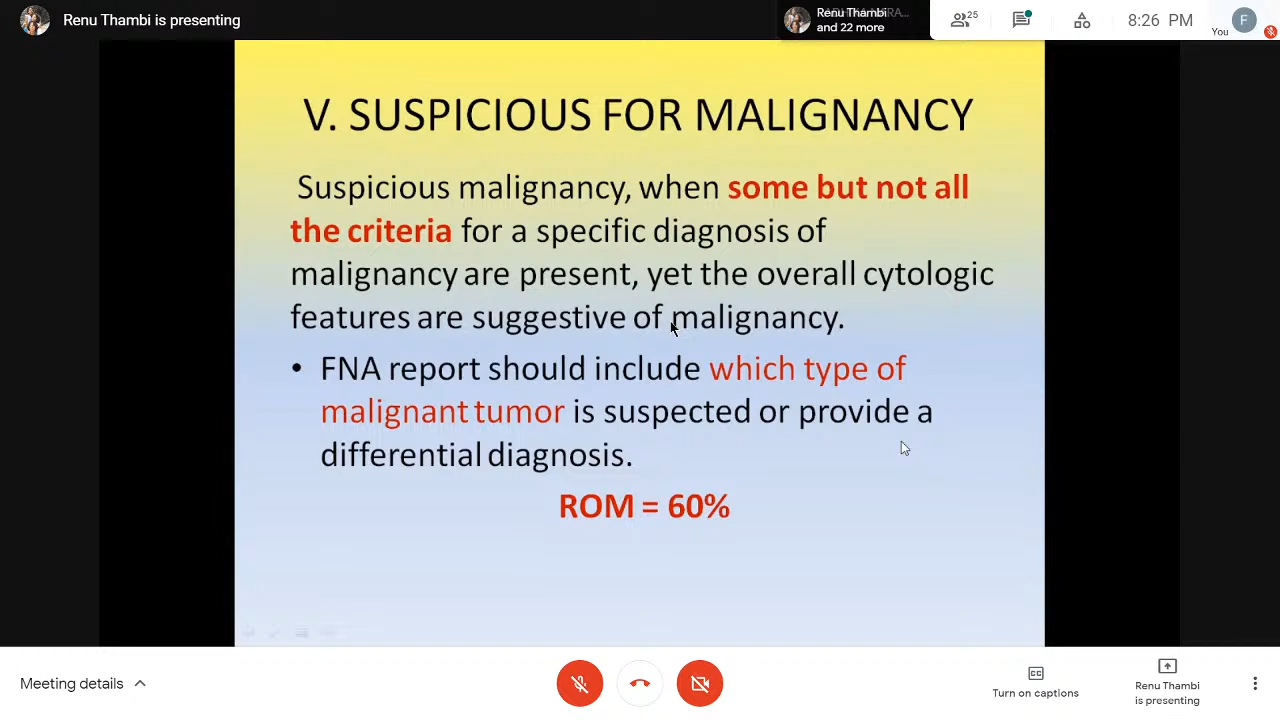 Renu Thambi is presenting
Renu Thambi
and 22 more
25
8:26 PM
You
F
V. SUSPICIOUS FOR MALIGNANCY
Suspicious malignancy, when some but not all
the criteria for a specific diagnosis of
malignancy are present, yet the overall cytologic
features are suggestive of malignancy.
• FNA report should include which type of
malignant tumor is suspected or provide a
differential diagnosis.
ROM = 60%
Meeting details
CC
Turn on captions
Renu Thambi
is presenting